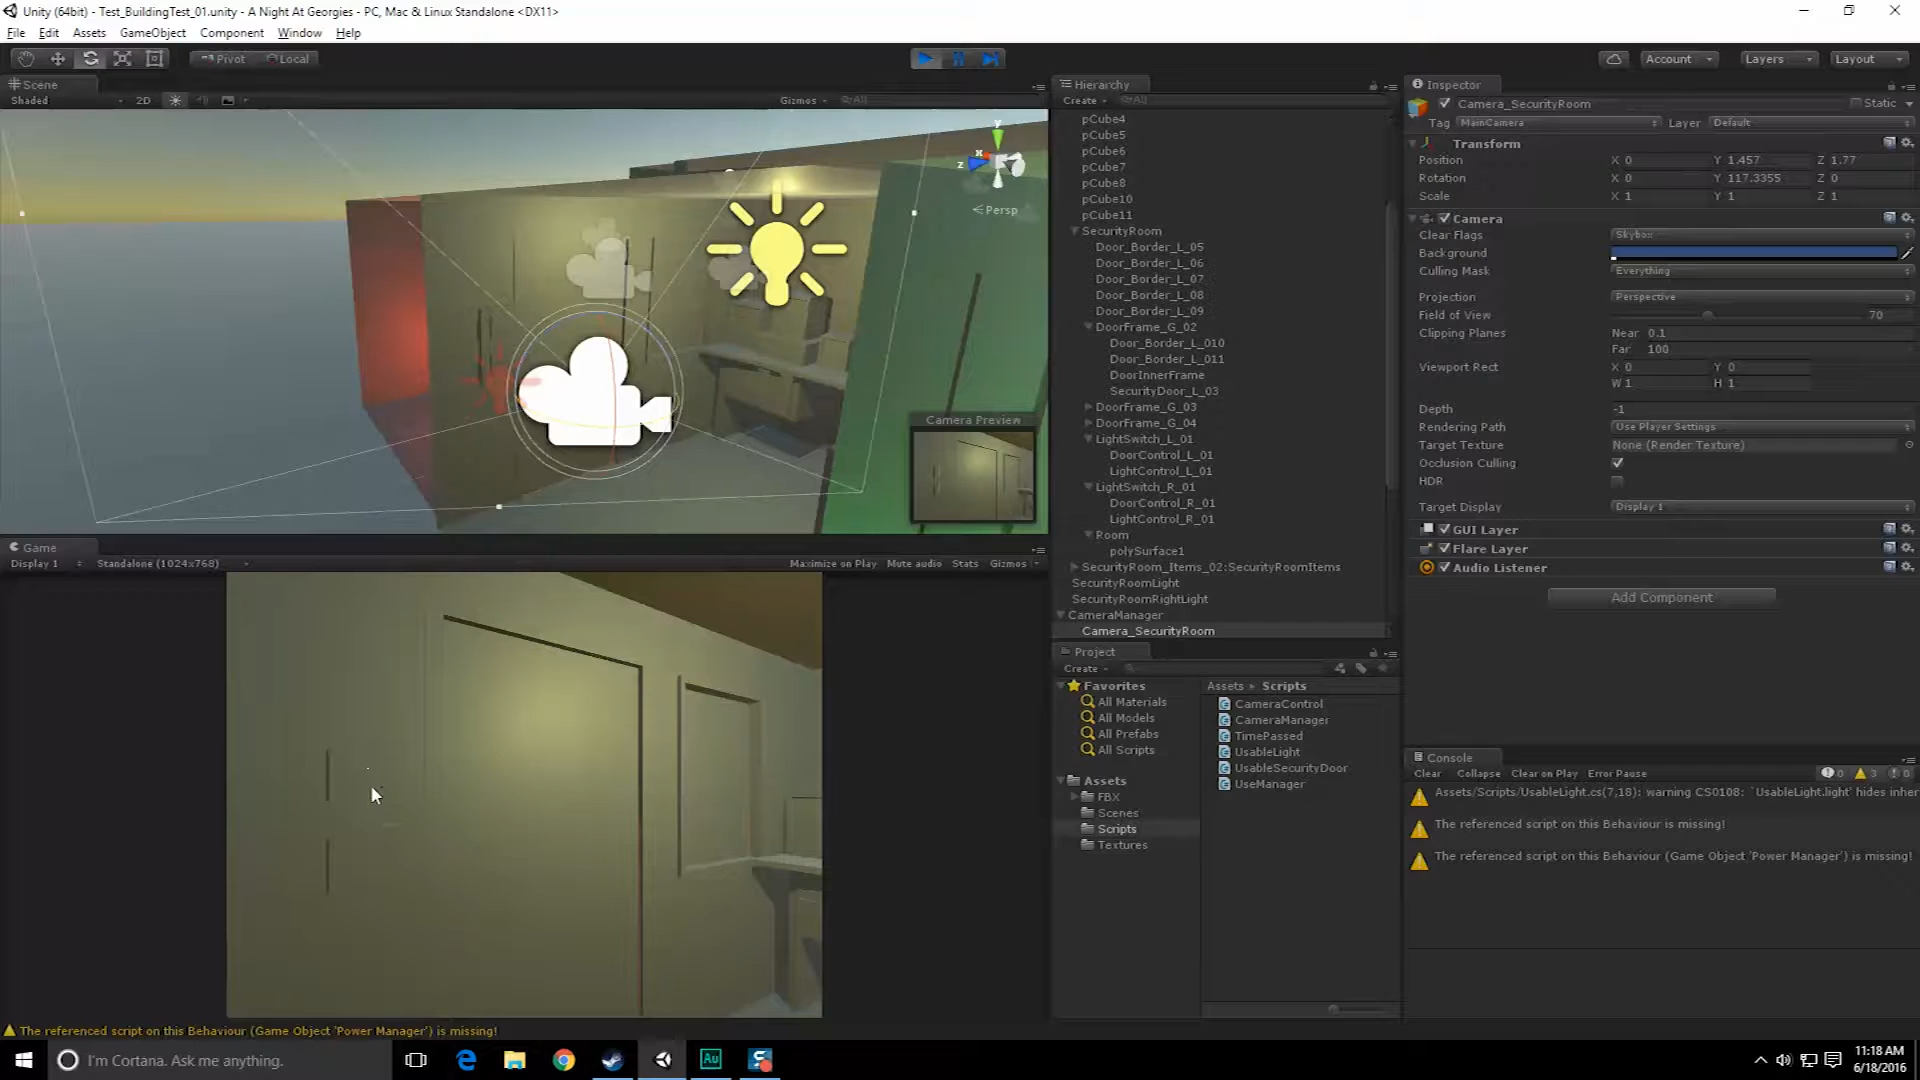 Unity (64bit) - Test_BuildingTest_01.unity - A Night At Georgies - PC, Mac & Linux Standalone <DX11>
File Edit Assets GameObject Component Window Help
Pivot Local Account Layers Layout
Scene
Shaded 2D Gizmos All
y
x
z
Persp
Camera Preview
Game
Display 1 Standalone (1024x768) Maximize on Play Mute audio Stats Gizmos
Hierarchy
Create All
pCube4
pCube5
pCube6
pCube7
pCube8
pCube10
pCube11
SecurityRoom
Door_Border_L_05
Door_Border_L_06
Door_Border_L_07
Door_Border_L_08
Door_Border_L_09
DoorFrame_G_02
Door_Border_L_010
Door_Border_L_011
DoorInnerFrame
SecurityDoor_L_03
DoorFrame_G_03
DoorFrame_G_04
LightSwitch_L_01
DoorControl_L_01
LightControl_L_01
LightSwitch_R_01
DoorControl_R_01
LightControl_R_01
Room
polySurface1
SecurityRoom_Items_02:SecurityRoomItems
SecurityRoomLight
SecurityRoomRightLight
CameraManager
Camera_SecurityRoom
Project
Create
Favorites
All Materials
All Models
All Prefabs
All Scripts
Assets
FBX
Scenes
Scripts
Textures
Assets Scripts
CameraControl
CameraManager
TimePassed
UsableLight
UsableSecurityDoor
UseManager
Inspector
Camera_SecurityRoom Static
Tag MainCamera Layer Default
Transform
Position X 0 Y 1.457 Z 1.77
Rotation X 0 Y 117.3355 Z 0
Scale X 1 Y 1 Z 1
Camera
Clear Flags Skybox
Background
Culling Mask Everything
Projection Perspective
Field of View 70
Clipping Planes Near 0.1
Far 100
Viewport Rect X 0 Y 0
W 1 H 1
Depth -1
Rendering Path Use Player Settings
Target Texture None (Render Texture)
Occlusion Culling
HDR
Target Display Display 1
GUI Layer
Flare Layer
Audio Listener
Add Component
Console
Clear Collapse Clear on Play Error Pause 0 3 0
Assets/Scripts/UsableLight.cs(7,18): warning CS0108: `UsableLight.light' hides inher
The referenced script on this Behaviour is missing!
The referenced script on this Behaviour (Game Object 'Power Manager') is missing!
The referenced script on this Behaviour (Game Object 'Power Manager') is missing!
I'm Cortana. Ask me anything.
Au
S
11:18 AM
6/18/2016